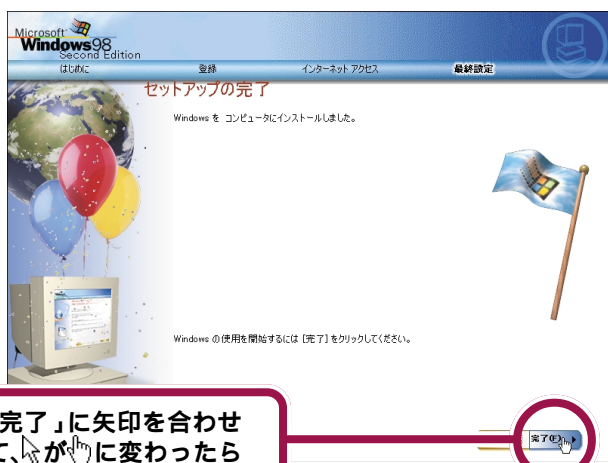 Microsoft
Windows98
Second Edition
はじめに 登録 インターネット アクセス 最終設定
セットアップの完了
Windows を コンピュータにインストールしました。
Windows の使用を開始するには [完了] をクリックしてください。
完了(F)
完了」に矢印を合わせ
て、 が に変わったら